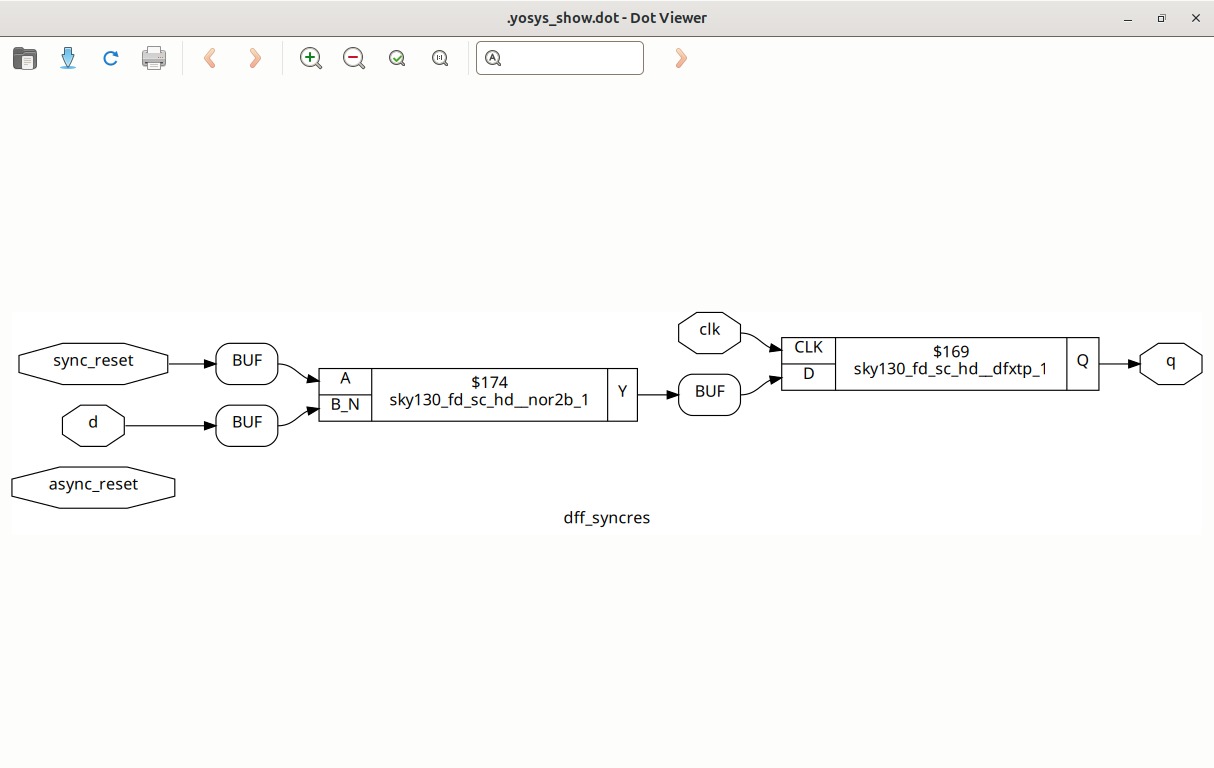 .yosys_show.dot - Dot Viewer
clk
sync_reset
BUF
CLK
$169
Q
q
A
$174
D
sky130_fd_sc_hd__dfxtp_1
d
BUF
B_N
sky130_fd_sc_hd__nor2b_1
Y
BUF
async_reset
dff_syncres